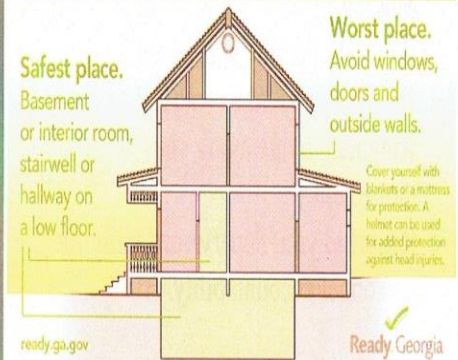 Safest place.
Basement
or interior room,
stairwell or
hallway on
a low floor.
Worst place.
Avoid windows,
doors and
outside walls.
Cover yourself with
blankets or a mattress
for protection. A
helmet can be used
for added protection
against head injuries.
ready.ga.gov
Ready Georgia